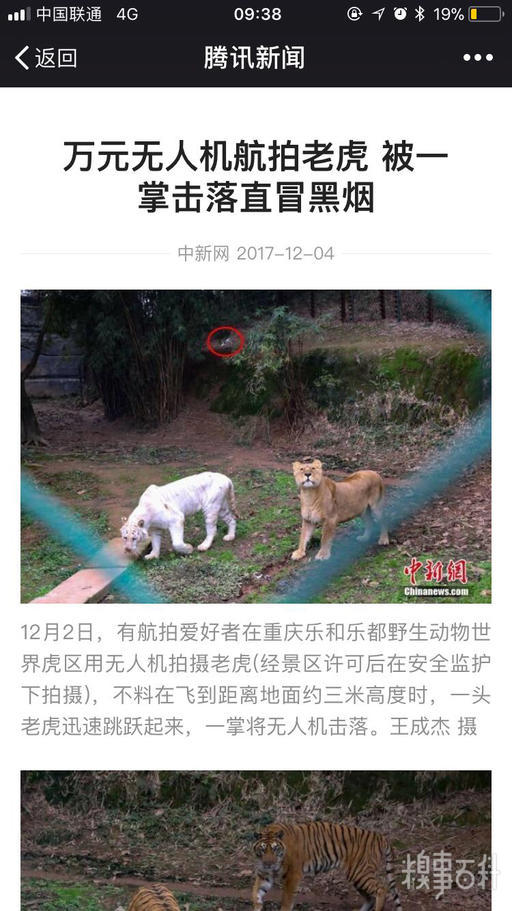 中国联通 4G 09:38 19%
返回 腾讯新闻
万元无人机航拍老虎 被一
掌击落直冒黑烟
中新网 2017-12-04
中新网
Chinanews.com
12月2日，有航拍爱好者在重庆乐和乐都野生动物世
界虎区用无人机拍摄老虎(经景区许可后在安全监护
下拍摄)，不料在飞到距离地面约三米高度时，一头
老虎迅速跳跃起来，一掌将无人机击落。王成杰 摄
糗事百科